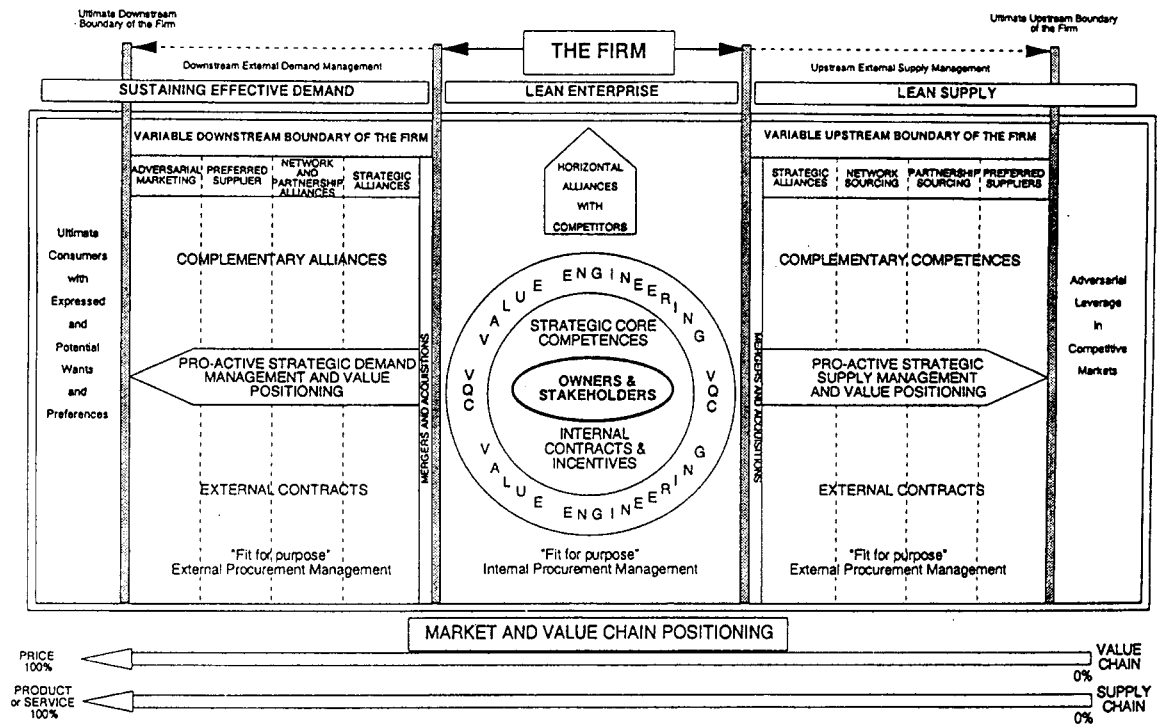 Ultimate Downstream
Boundary of the Firm
THE FIRM
Ultimate Upstream Boundary
of the Firm
Downstream External Demand Management
Upstream External Supply Management
SUSTAINING EFFECTIVE DEMAND
LEAN ENTERPRISE
LEAN SUPPLY
VARIABLE DOWNSTREAM BOUNDARY OF THE FIRM
VARIABLE UPSTREAM BOUNDARY OF THE FIRM
ADVERSARIAL
MARKETING
PREFERRED
SUPPLIER
NETWORK
AND
PARTNERSHIP
ALLIANCES
STRATEGIC
ALLIANCES
HORIZONTAL
ALLIANCES
WITH
COMPETITORS
STRATEGIC
ALLIANCES
NETWORK
SOURCING
PARTNERSHIP
SOURCING
PREFERRED
SUPPLIERS
Ultimate
Consumers
with
Expressed
and
Potential
Wants
and
Preferences
COMPLEMENTARY ALLIANCES
PRO-ACTIVE STRATEGIC DEMAND
MANAGEMENT AND VALUE
POSITIONING
EXTERNAL CONTRACTS
"Fit for purpose"
External Procurement Management
MERGERS AND ACQUISITIONS
VALUE ENGINEERING
VQC
STRATEGIC CORE
COMPETENCES
OWNERS &
STAKEHOLDERS
INTERNAL
CONTRACTS &
INCENTIVES
VQC
VALUE ENGINEERING
"Fit for purpose"
Internal Procurement Management
MERGERS AND ACQUISITIONS
COMPLEMENTARY COMPETENCES
PRO-ACTIVE STRATEGIC
SUPPLY MANAGEMENT
AND VALUE POSITIONING
EXTERNAL CONTRACTS
"Fit for purpose"
External Procurement Management
Adversarial
Leverage
in
Competitive
Markets
MARKET AND VALUE CHAIN POSITIONING
PRICE
100%
0%
VALUE
CHAIN
PRODUCT
or SERVICE
100%
0%
SUPPLY
CHAIN